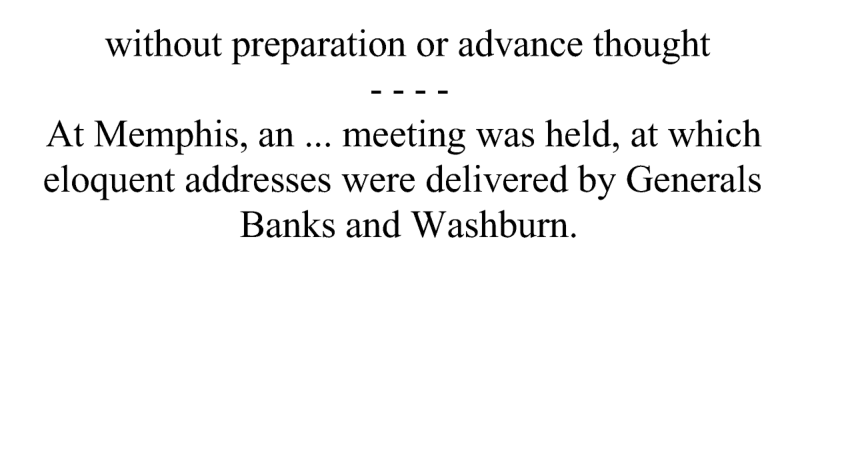 without preparation or advance thought
- - - -
At Memphis, an ... meeting was held, at which
eloquent addresses were delivered by Generals
Banks and Washburn.